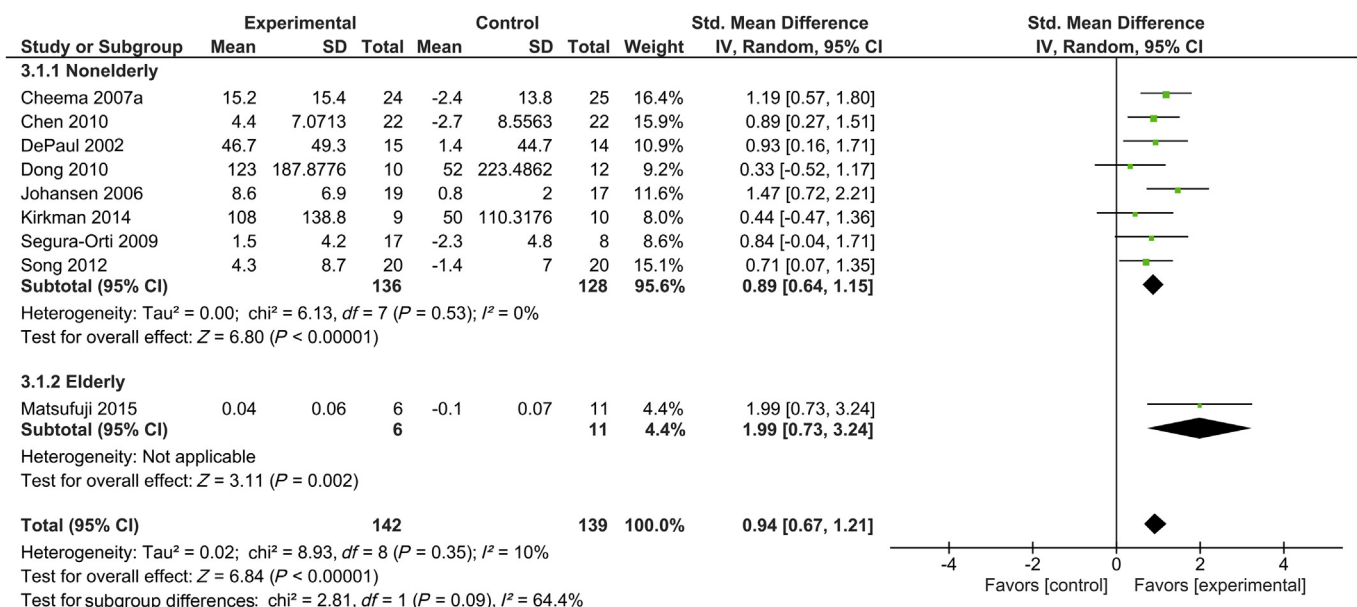 Experimental Control Std. Mean Difference Std. Mean Difference
Study or Subgroup Mean SD Total Mean SD Total Weight IV, Random, 95% CI IV, Random, 95% CI
3.1.1 Nonelderly
Cheema 2007a 15.2 15.4 24 -2.4 13.8 25 16.4% 1.19 [0.57, 1.80]
Chen 2010 4.4 7.0713 22 -2.7 8.5563 22 15.9% 0.89 [0.27, 1.51]
DePaul 2002 46.7 49.3 15 1.4 44.7 14 10.9% 0.93 [0.16, 1.71]
Dong 2010 123 187.8776 10 52 223.4862 12 9.2% 0.33 [-0.52, 1.17]
Johansen 2006 8.6 6.9 19 0.8 2 17 11.6% 1.47 [0.72, 2.21]
Kirkman 2014 108 138.8 9 50 110.3176 10 8.0% 0.44 [-0.47, 1.36]
Segura-Orti 2009 1.5 4.2 17 -2.3 4.8 8 8.6% 0.84 [-0.04, 1.71]
Song 2012 4.3 8.7 20 -1.4 7 20 15.1% 0.71 [0.07, 1.35]
Subtotal (95% CI) 136 128 95.6% 0.89 [0.64, 1.15]
Heterogeneity: Tau² = 0.00; chi² = 6.13, df = 7 (P = 0.53); I² = 0%
Test for overall effect: Z = 6.80 (P < 0.00001)
3.1.2 Elderly
Matsufuji 2015 0.04 0.06 6 -0.1 0.07 11 4.4% 1.99 [0.73, 3.24]
Subtotal (95% CI) 6 11 4.4% 1.99 [0.73, 3.24]
Heterogeneity: Not applicable
Test for overall effect: Z = 3.11 (P = 0.002)
Total (95% CI) 142 139 100.0% 0.94 [0.67, 1.21]
Heterogeneity: Tau² = 0.02; chi² = 8.93, df = 8 (P = 0.35); I² = 10%
Test for overall effect: Z = 6.84 (P < 0.00001)
Test for subgroup differences: chi² = 2.81, df = 1 (P = 0.09), I² = 64.4%
-4 -2 0 2 4
Favors [control] Favors [experimental]